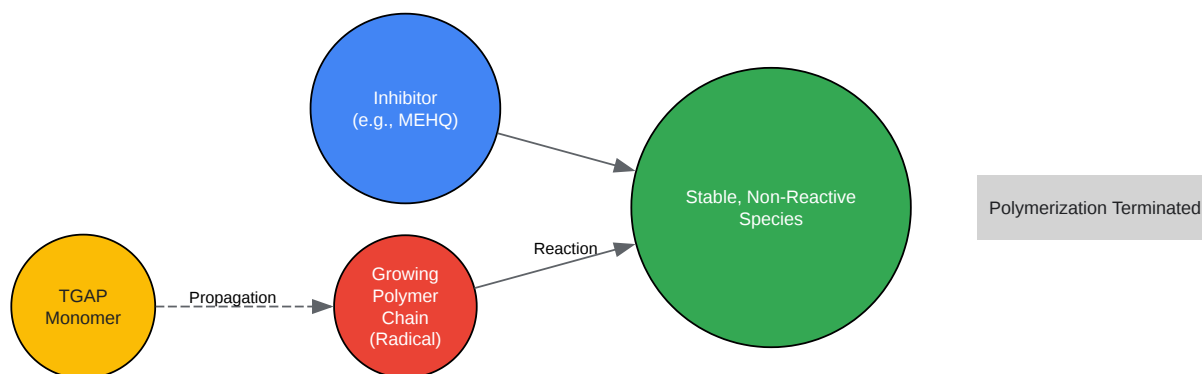 Inhibitor
(e.g., MEHQ)
Stable, Non-Reactive
Species
Polymerization Terminated
Reaction
TGAP
Monomer
Propagation
Growing
Polymer
Chain
(Radical)